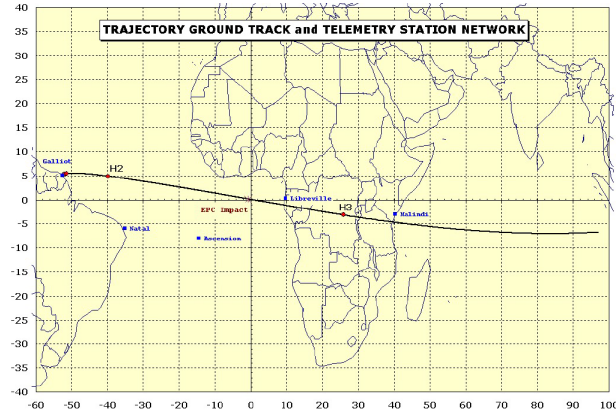 TRAJECTORY GROUND TRACK and TELEMETRY STATION NETWORK
40
35
30
25
20
15
10
5
0
-5
-10
-15
-20
-25
-30
-35
-40
Galliot
H2
Libreville
EPC impact
H3
Malindi
Natal
Ascension
-60 -50 -40 -30 -20 -10 0 10 20 30 40 50 60 70 80 90 100